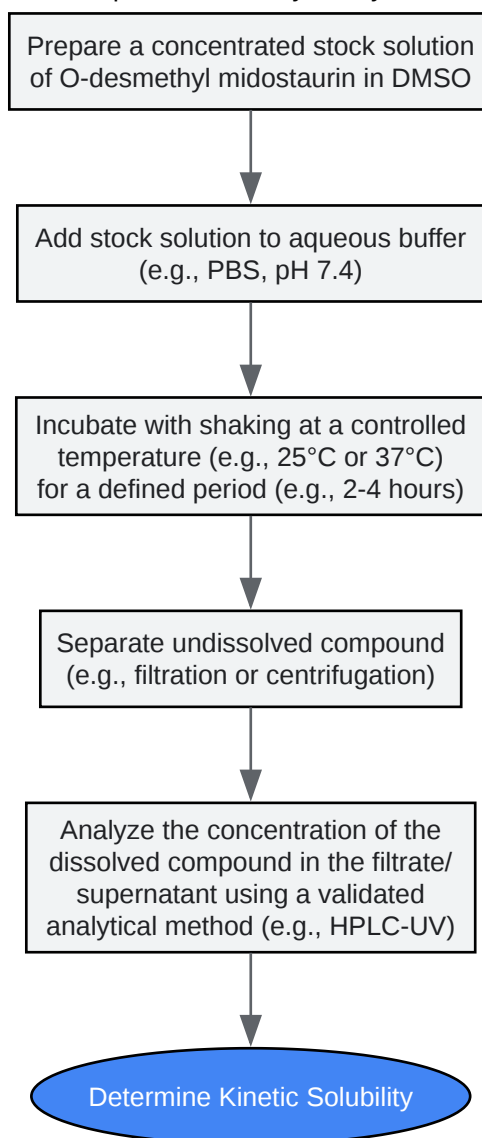 Prepare a concentrated stock solution
of O-desmethyl midostaurin in DMSO
Add stock solution to aqueous buffer
(e.g., PBS, pH 7.4)
Incubate with shaking at a controlled
temperature (e.g., 25°C or 37°C)
for a defined period (e.g., 2-4 hours)
Separate undissolved compound
(e.g., filtration or centrifugation)
Analyze the concentration of the
dissolved compound in the filtrate/
supernatant using a validated
analytical method (e.g., HPLC-UV)
Determine Kinetic Solubility